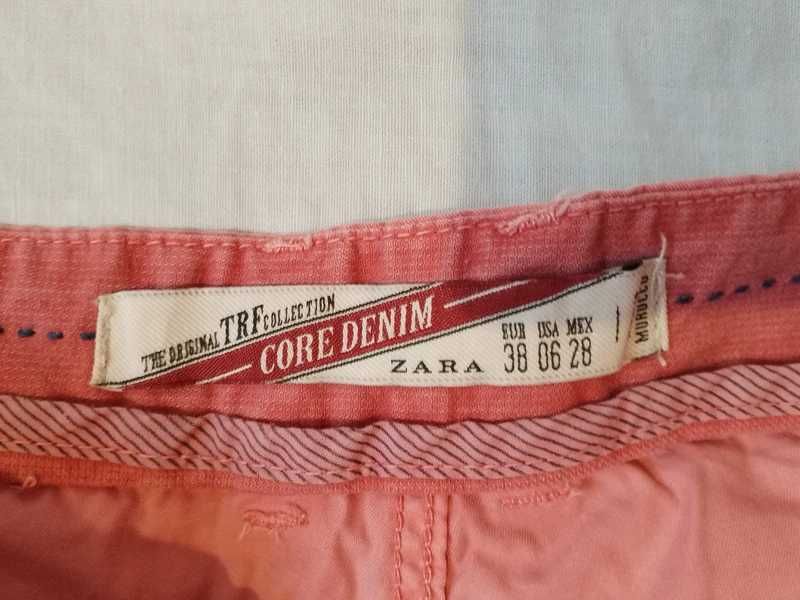 THE ORIGINAL TRF COLLECTION
CORE DENIM
ZARA
EUR USA MEX
38 06 28
MOROCCO